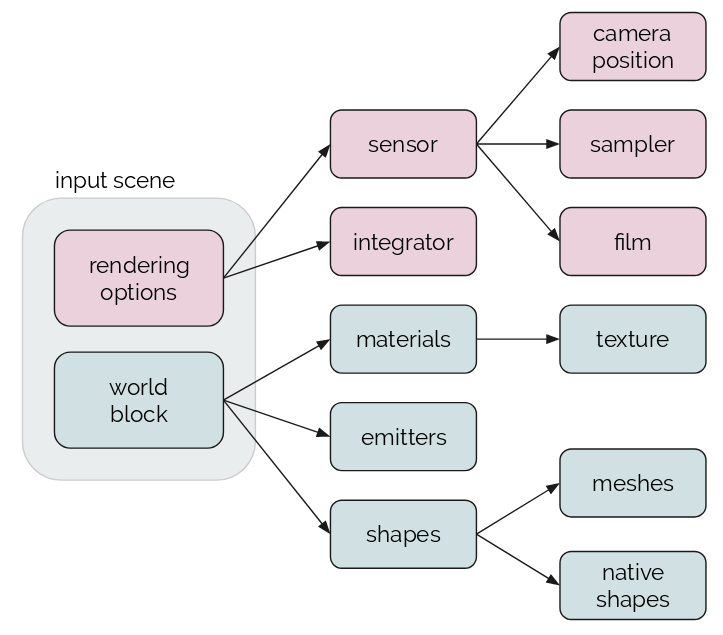 camera
position
sensor
sampler
input scene
integrator
film
rendering
options
materials
texture
world
block
emitters
meshes
shapes
native
shapes